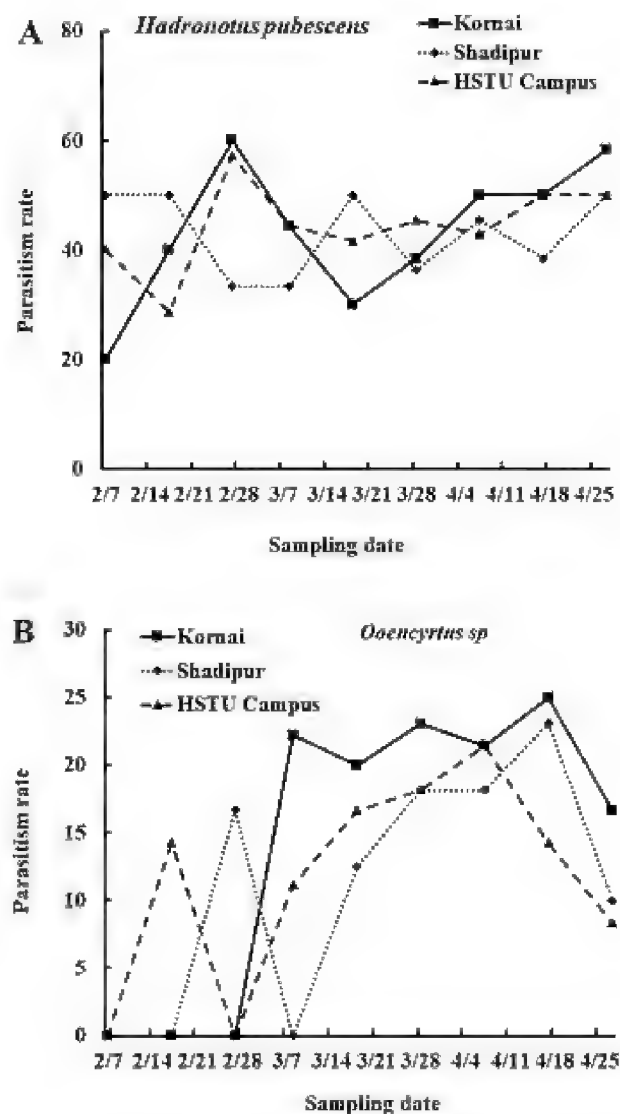 A
Hadronotus pubescens
Kornai
Shadipur
HSTU Campus
80
60
40
20
0
Parasitism rate
2/7 2/14 2/21 2/28 3/7 3/14 3/21 3/28 4/4 4/11 4/18 4/25
Sampling date
B
Ooencyrtus sp
Kornai
Shadipur
HSTU Campus
30
25
20
15
10
5
0
Parasitism rate
2/7 2/14 2/21 2/28 3/7 3/14 3/21 3/28 4/4 4/11 4/18 4/25
Sampling date